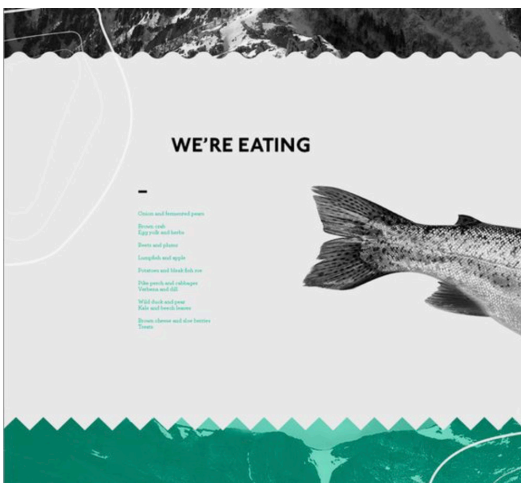 WE'RE EATING
Onion and fermented pears
Brown crab
Egg yolk and herbs
Beets and plums
Lumpfish and apple
Potatoes and bleak fish roe
Pike perch and cabbages
Verbena and dill
Wild duck and pear
Kale and beech leaves
Brown cheese and sloe berries
Toasts